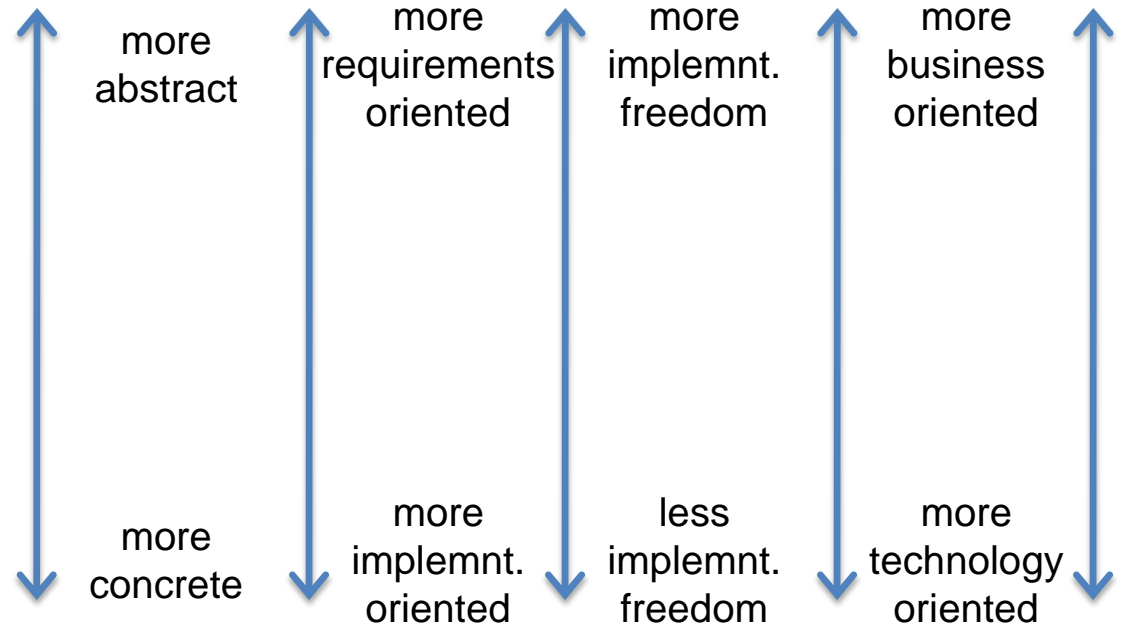 more
abstract
more
requirements
oriented
more
implemnt.
freedom
more
business
oriented
more
concrete
more
implemnt.
oriented
less
implemnt.
freedom
more
technology
oriented